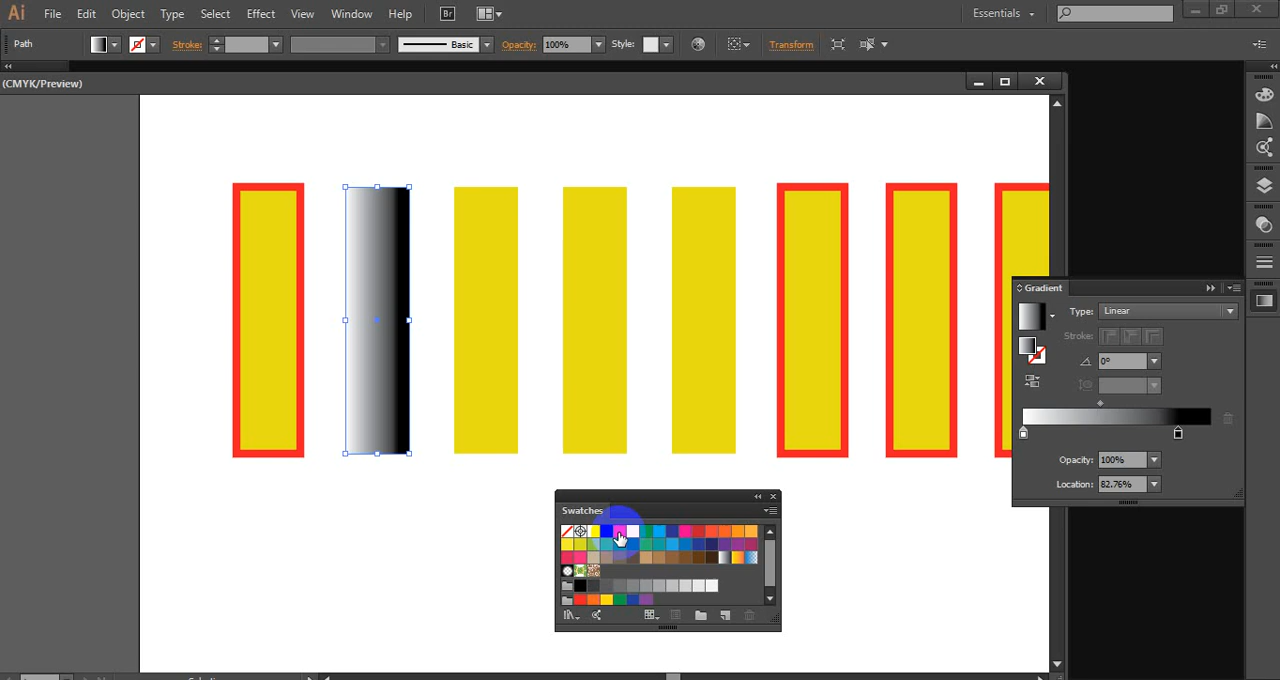 Ai File Edit Object Type Select Effect View Window Help Br Essentials
Path Stroke: Basic Opacity: 100% Style: Transform
(CMYK/Preview)
Gradient
Type: Linear
Stroke:
0°
Opacity: 100%
Location: 82.76%
Swatches